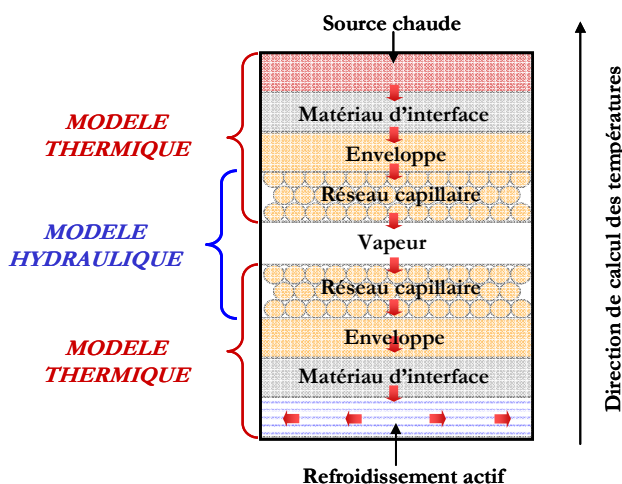 Source chaude
Matériau d'interface
MODELE
THERMIQUE
Enveloppe
Réseau capillaire
MODELE
HYDRAULIQUE
Vapeur
Réseau capillaire
Enveloppe
MODELE
THERMIQUE
Matériau d'interface
Refroidissement actif
Direction de calcul des températures